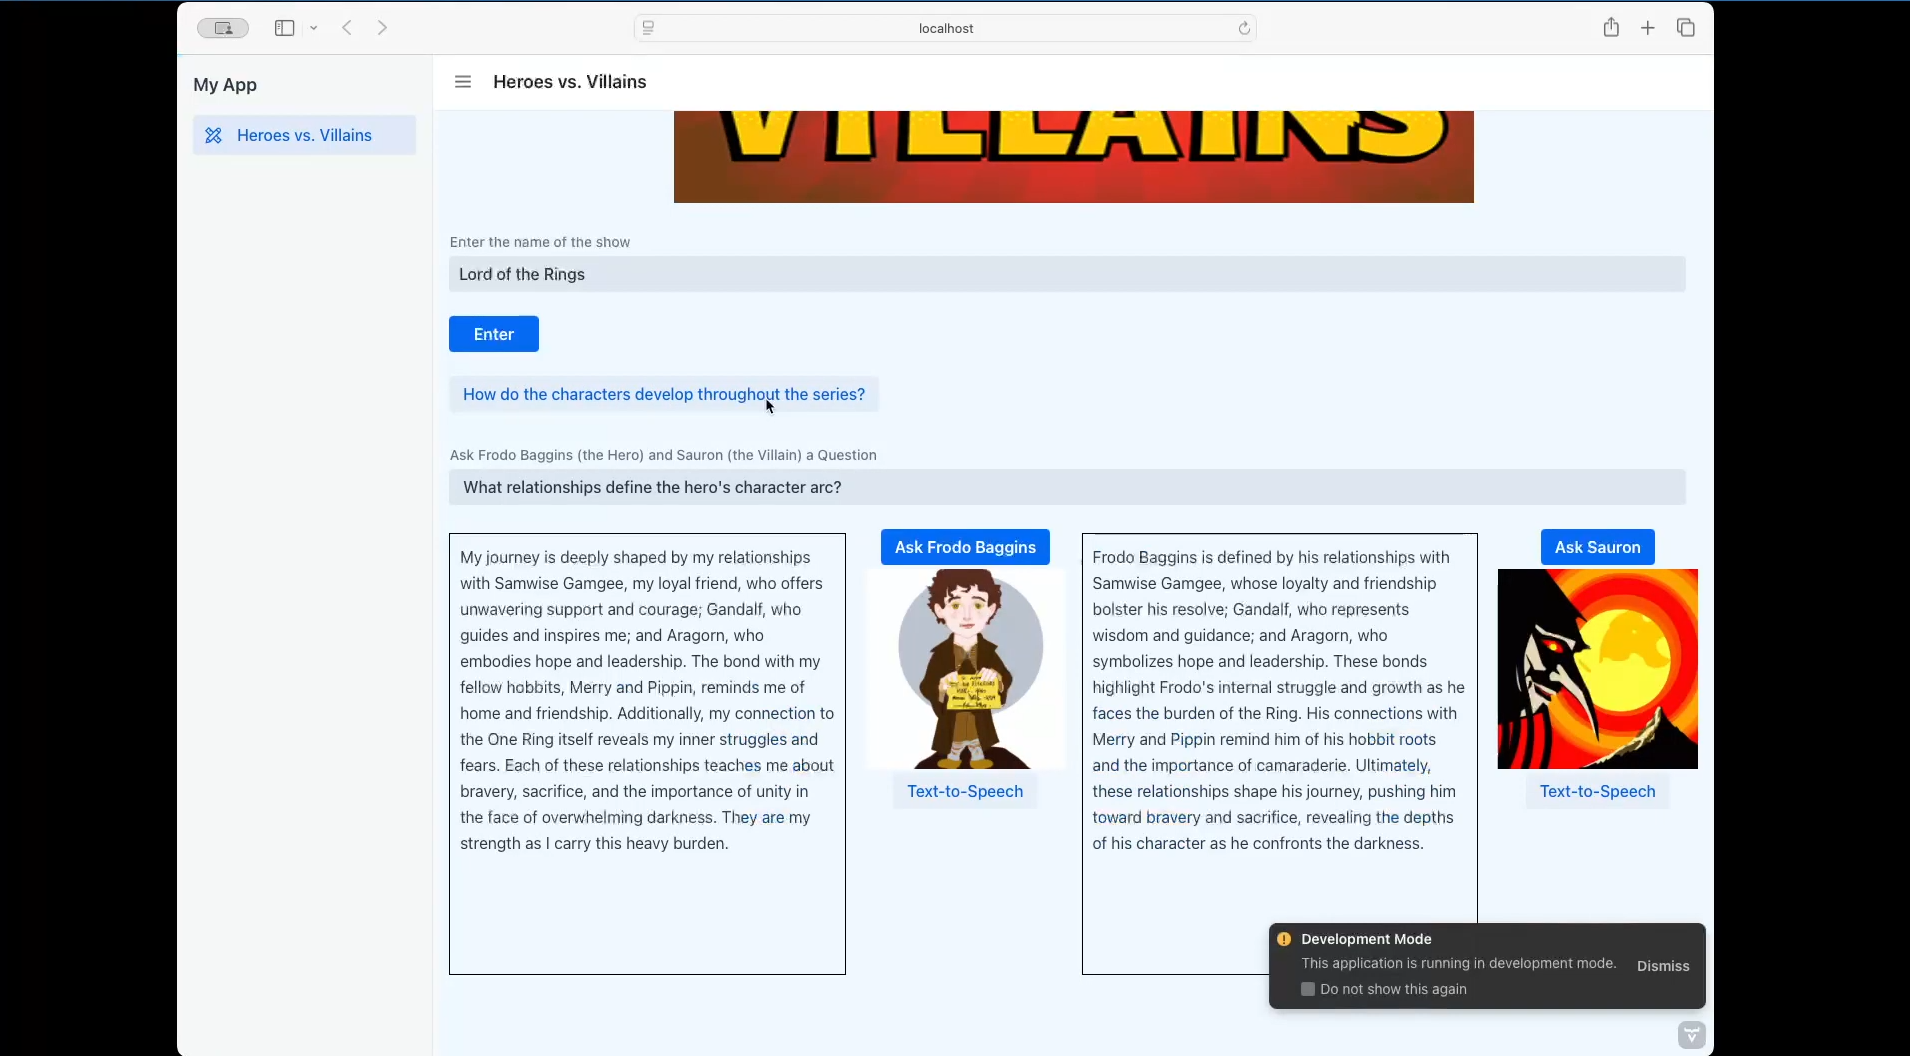 localhost
My App
Heroes vs. Villains
Heroes vs. Villains
VILLAINS
Enter the name of the show
Lord of the Rings
Enter
How do the characters develop throughout the series?
Ask Frodo Baggins (the Hero) and Sauron (the Villain) a Question
What relationships define the hero's character arc?
My journey is deeply shaped by my relationships
with Samwise Gamgee, my loyal friend, who offers
unwavering support and courage; Gandalf, who
guides and inspires me; and Aragorn, who
embodies hope and leadership. The bond with my
fellow hobbits, Merry and Pippin, reminds me of
home and friendship. Additionally, my connection to
the One Ring itself reveals my inner struggles and
fears. Each of these relationships teaches me about
bravery, sacrifice, and the importance of unity in
the face of overwhelming darkness. They are my
strength as I carry this heavy burden.
Ask Frodo Baggins
Text-to-Speech
Frodo Baggins is defined by his relationships with
Samwise Gamgee, whose loyalty and friendship
bolster his resolve; Gandalf, who represents
wisdom and guidance; and Aragorn, who
symbolizes hope and leadership. These bonds
highlight Frodo's internal struggle and growth as he
faces the burden of the Ring. His connections with
Merry and Pippin remind him of his hobbit roots
and the importance of camaraderie. Ultimately,
these relationships shape his journey, pushing him
toward bravery and sacrifice, revealing the depths
of his character as he confronts the darkness.
Ask Sauron
Text-to-Speech
Development Mode
This application is running in development mode.
Dismiss
Do not show this again